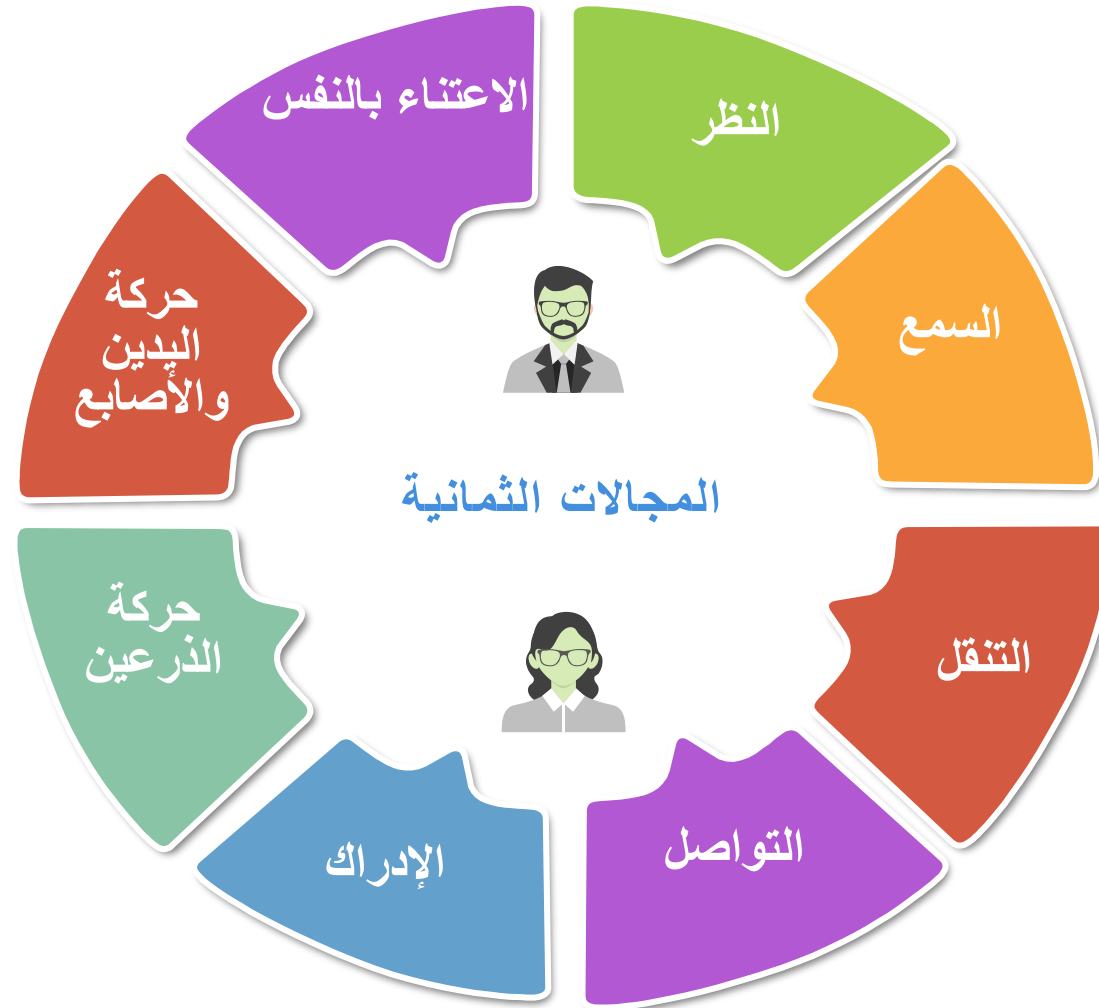 الاعتناء بالنفس
النظر
السمع
التنقل
التواصل
الإدراك
حركة
الذرعين
حركة
اليدين
والأصابع
المجالات الثمانية